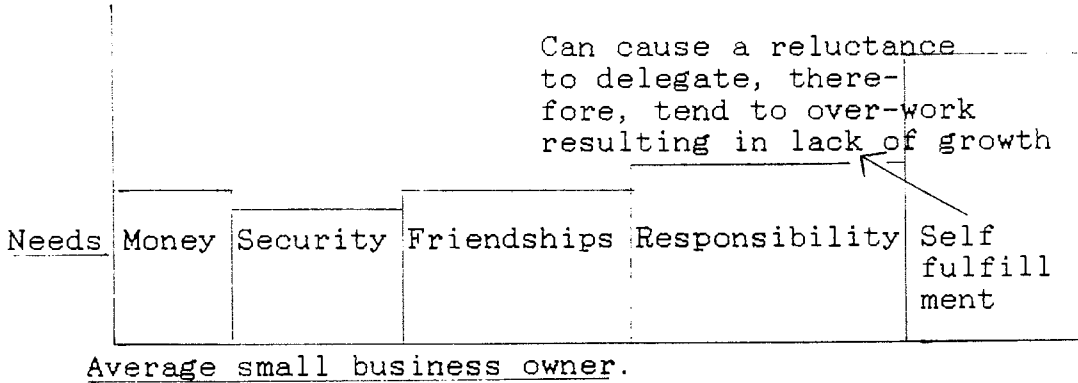 Can cause a reluctance
to delegate, there-
fore, tend to over-work
resulting in lack of growth
Needs Money Security Friendships Responsibility Self
fulfill
ment
Average small business owner.